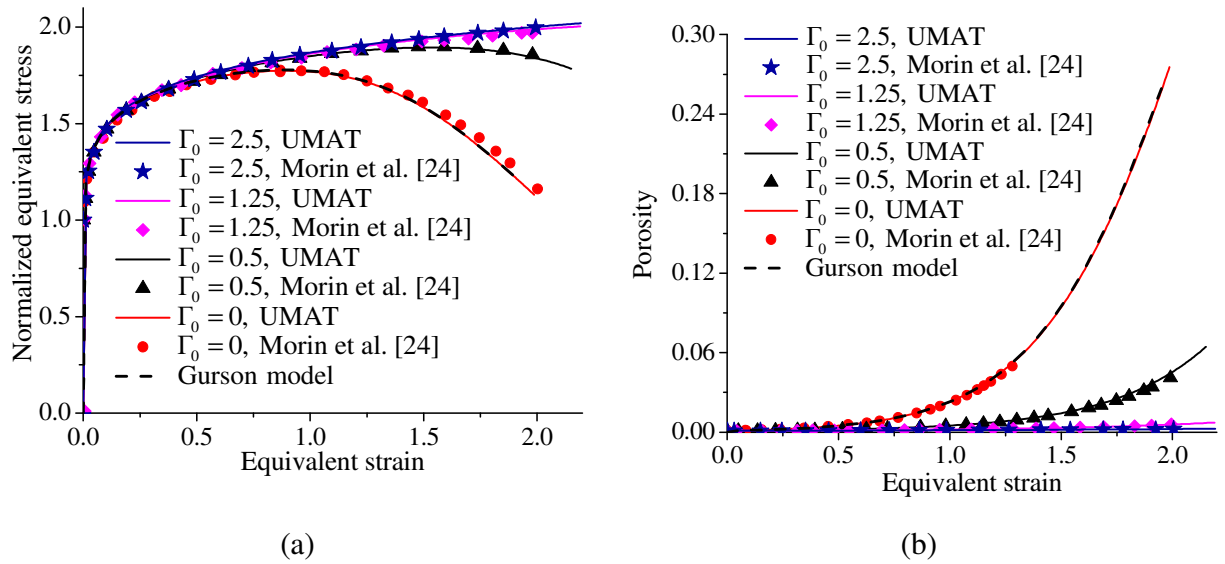 2.0
1.5
1.0
0.5
0.0
Normalized equivalent stress
Γ₀ = 2.5, UMAT
Γ₀ = 2.5, Morin et al. [24]
Γ₀ = 1.25, UMAT
Γ₀ = 1.25, Morin et al. [24]
Γ₀ = 0.5, UMAT
Γ₀ = 0.5, Morin et al. [24]
Γ₀ = 0, UMAT
Γ₀ = 0, Morin et al. [24]
Gurson model
0.0 0.5 1.0 1.5 2.0
Equivalent strain
(a)
0.30
0.24
0.18
0.12
0.06
0.00
Porosity
Γ₀ = 2.5, UMAT
Γ₀ = 2.5, Morin et al. [24]
Γ₀ = 1.25, UMAT
Γ₀ = 1.25, Morin et al. [24]
Γ₀ = 0.5, UMAT
Γ₀ = 0.5, Morin et al. [24]
Γ₀ = 0, UMAT
Γ₀ = 0, Morin et al. [24]
Gurson model
0.0 0.5 1.0 1.5 2.0
Equivalent strain
(b)